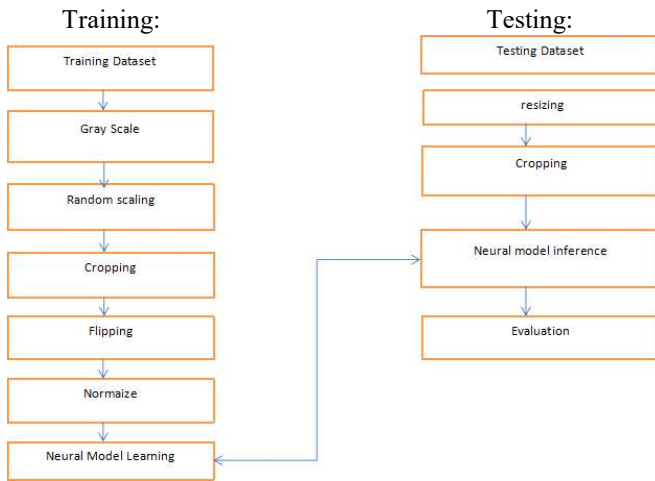 Training:
Training Dataset
Gray Scale
Random scaling
Cropping
Flipping
Normaize
Neural Model Learning
Testing:
Testing Dataset
resizing
Cropping
Neural model inference
Evaluation